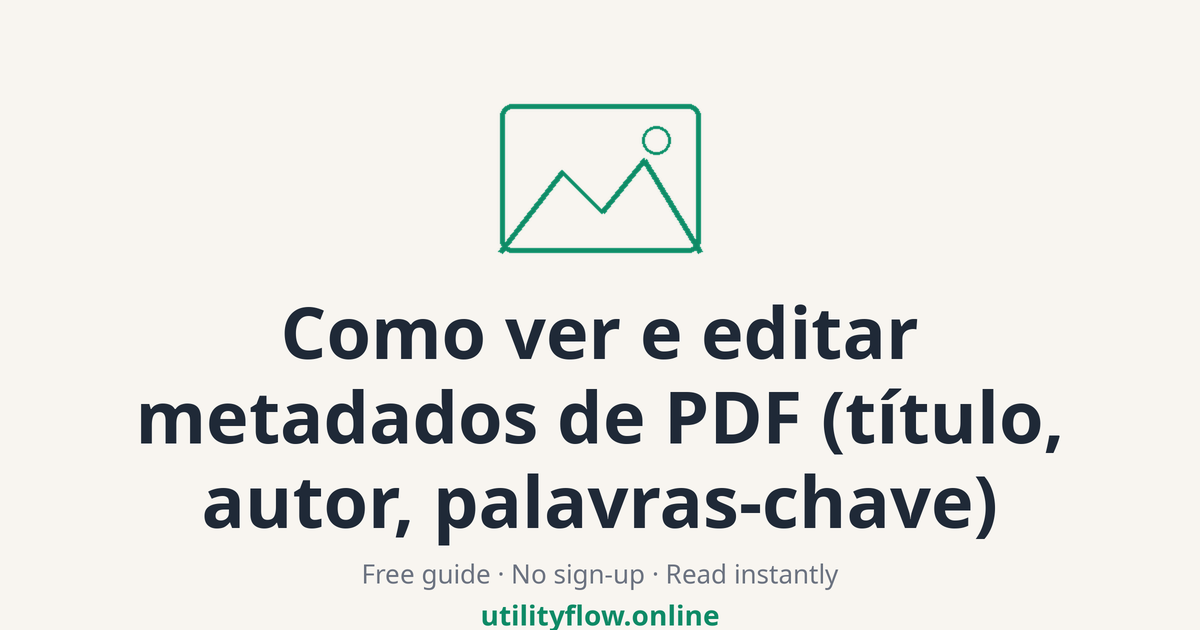 Como ver e editar
metadados de PDF (título,
autor, palavras-chave)
Free guide · No sign-up · Read instantly
utilityflow.online